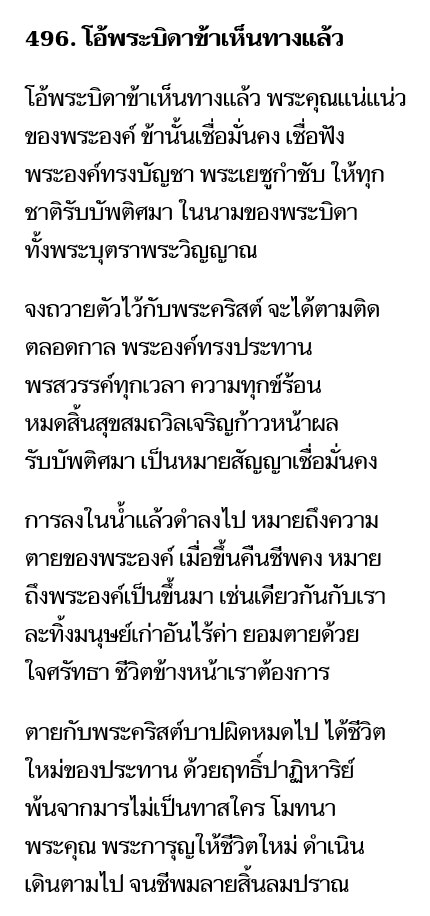 496. โอ้พระบิดาข้าเห็นทางแล้ว
โอ้พระบิดาข้าเห็นทางแล้ว พระคุณแน่แน่ว
ของพระองค์ ข้านั้นเชื่อมั่นคง เชื่อฟัง
พระองค์ทรงบัญชา พระเยซูกำชับ ให้ทุก
ชาติรับบัพติศมา ในนามของพระบิดา
ทั้งพระบุตราพระวิญญาณ
จงถวายตัวไว้กับพระคริสต์ จะได้ตามติด
ตลอดกาล พระองค์ทรงประทาน
พรสวรรค์ทุกเวลา ความทุกข์ร้อน
หมดสิ้นสุขสมถวิลเจริญก้าวหน้าผล
รับบัพติศมา เป็นหมายสัญญาเชื่อมั่นคง
การลงในน้ำแล้วดำลงไป หมายถึงความ
ตายของพระองค์ เมื่อขึ้นคืนชีพคง หมาย
ถึงพระองค์เป็นขึ้นมา เช่นเดียวกันกับเรา
ละทิ้งมนุษย์เก่าอันไร้ค่า ยอมตายด้วย
ใจศรัทธา ชีวิตข้างหน้าเราต้องการ
ตายกับพระคริสต์บาปผิดหมดไป ได้ชีวิต
ใหม่ของประทาน ด้วยฤทธิ์ปาฏิหาริย์
พ้นจากมารไม่เป็นทาสใคร โมทนา
พระคุณ พระการุญให้ชีวิตใหม่ ดำเนิน
เดินตามไป จนชีพมลายสิ้นลมปราณ